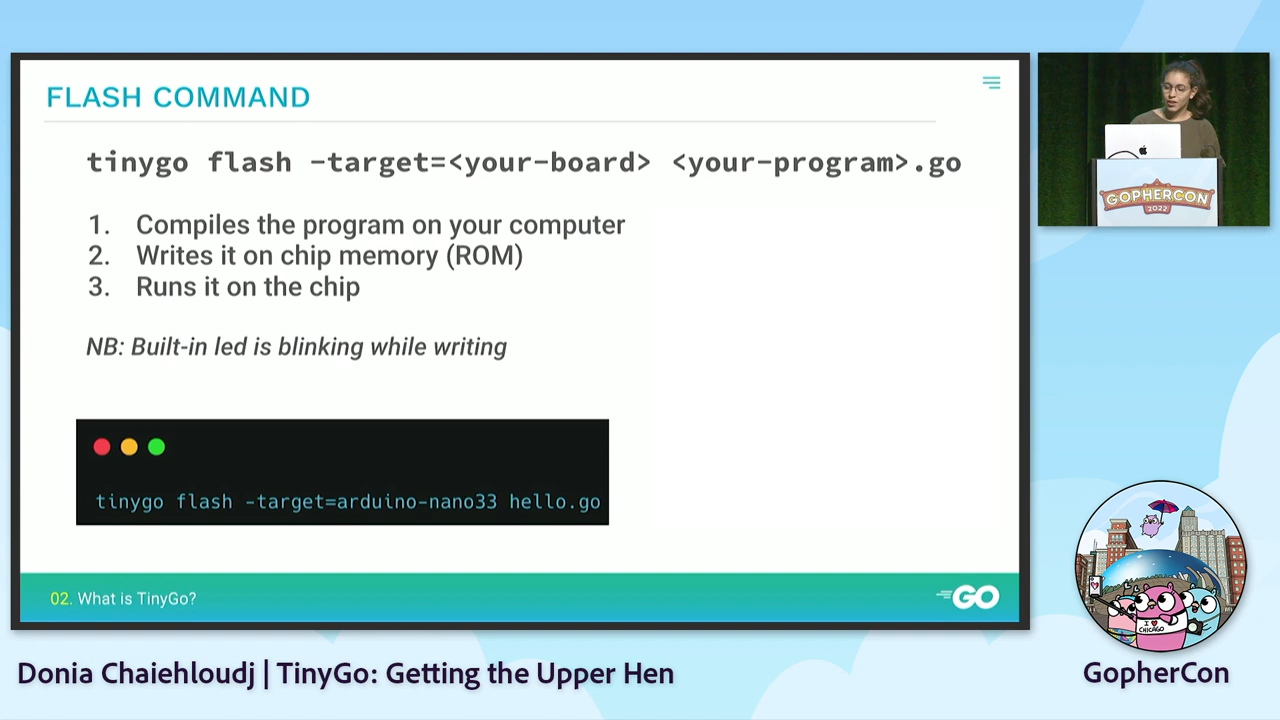 FLASH COMMAND
tinygo flash -target=<your-board> <your-program>.go
1. Compiles the program on your computer
2. Writes it on chip memory (ROM)
3. Runs it on the chip
NB: Built-in led is blinking while writing
tinygo flash -target=arduino-nano33 hello.go
02. What is TinyGo?
GO
GOPHERCON
2022
I ♥
CHICAGO
Donia Chaiehloudj | TinyGo: Getting the Upper Hen
GopherCon